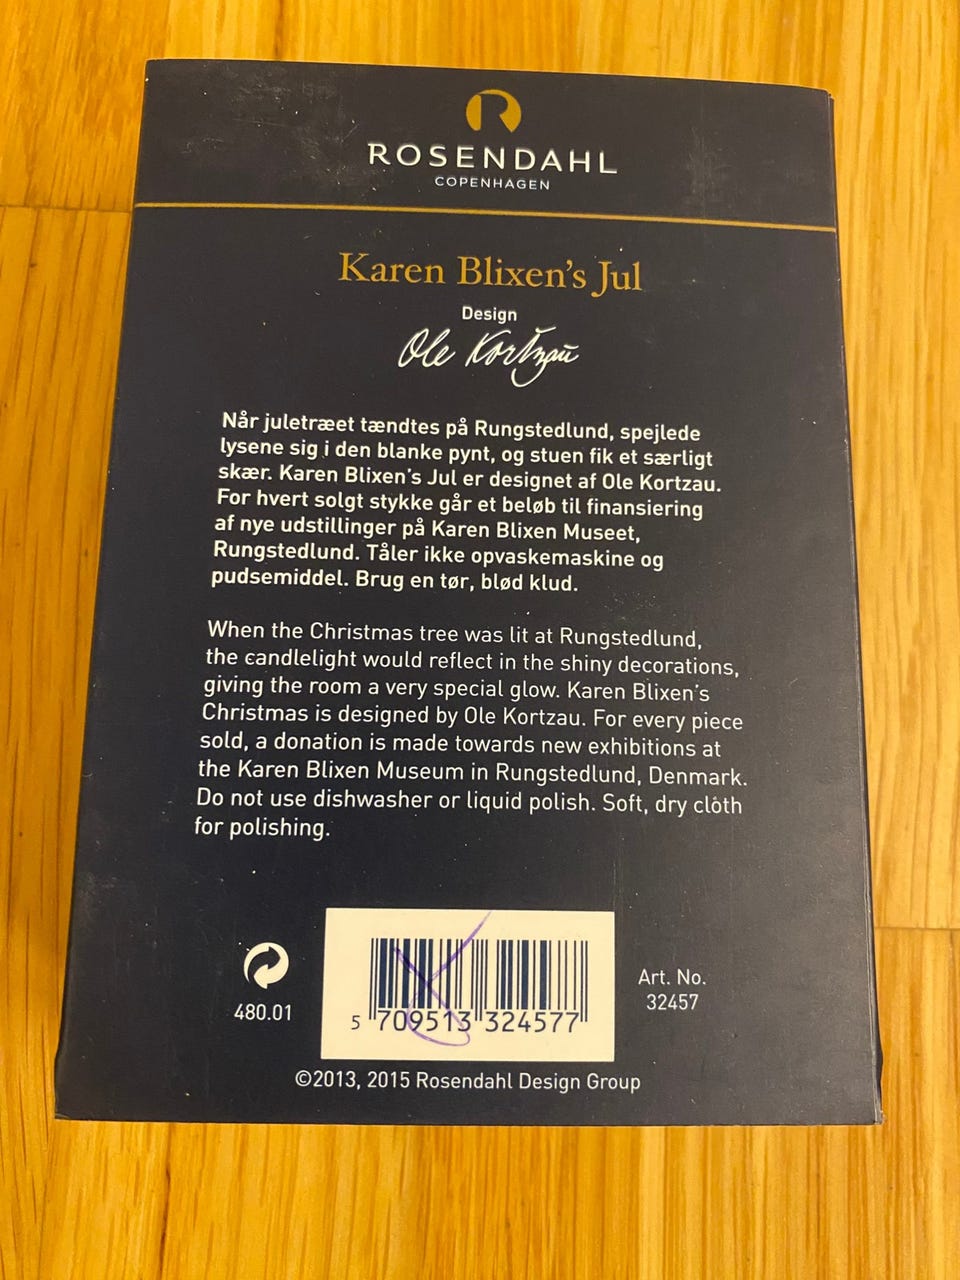 R
ROSENDAHL
COPENHAGEN
Karen Blixen's Jul
Design
Ole Kortzau
Når juletræet tændtes på Rungstedlund, spejlede
lysene sig i den blanke pynt, og stuen fik et særligt
skær. Karen Blixen's Jul er designet af Ole Kortzau.
For hvert solgt stykke går et beløb til finansiering
af nye udstillinger på Karen Blixen Museet,
Rungstedlund. Tåler ikke opvaskemaskine og
pudsemiddel. Brug en tør, blød klud.
When the Christmas tree was lit at Rungstedlund,
the candlelight would reflect in the shiny decorations,
giving the room a very special glow. Karen Blixen's
Christmas is designed by Ole Kortzau. For every piece
sold, a donation is made towards new exhibitions at
the Karen Blixen Museum in Rungstedlund, Denmark.
Do not use dishwasher or liquid polish. Soft, dry cloth
for polishing.
480.01
5 709513 324577
Art. No.
32457
©2013, 2015 Rosendahl Design Group